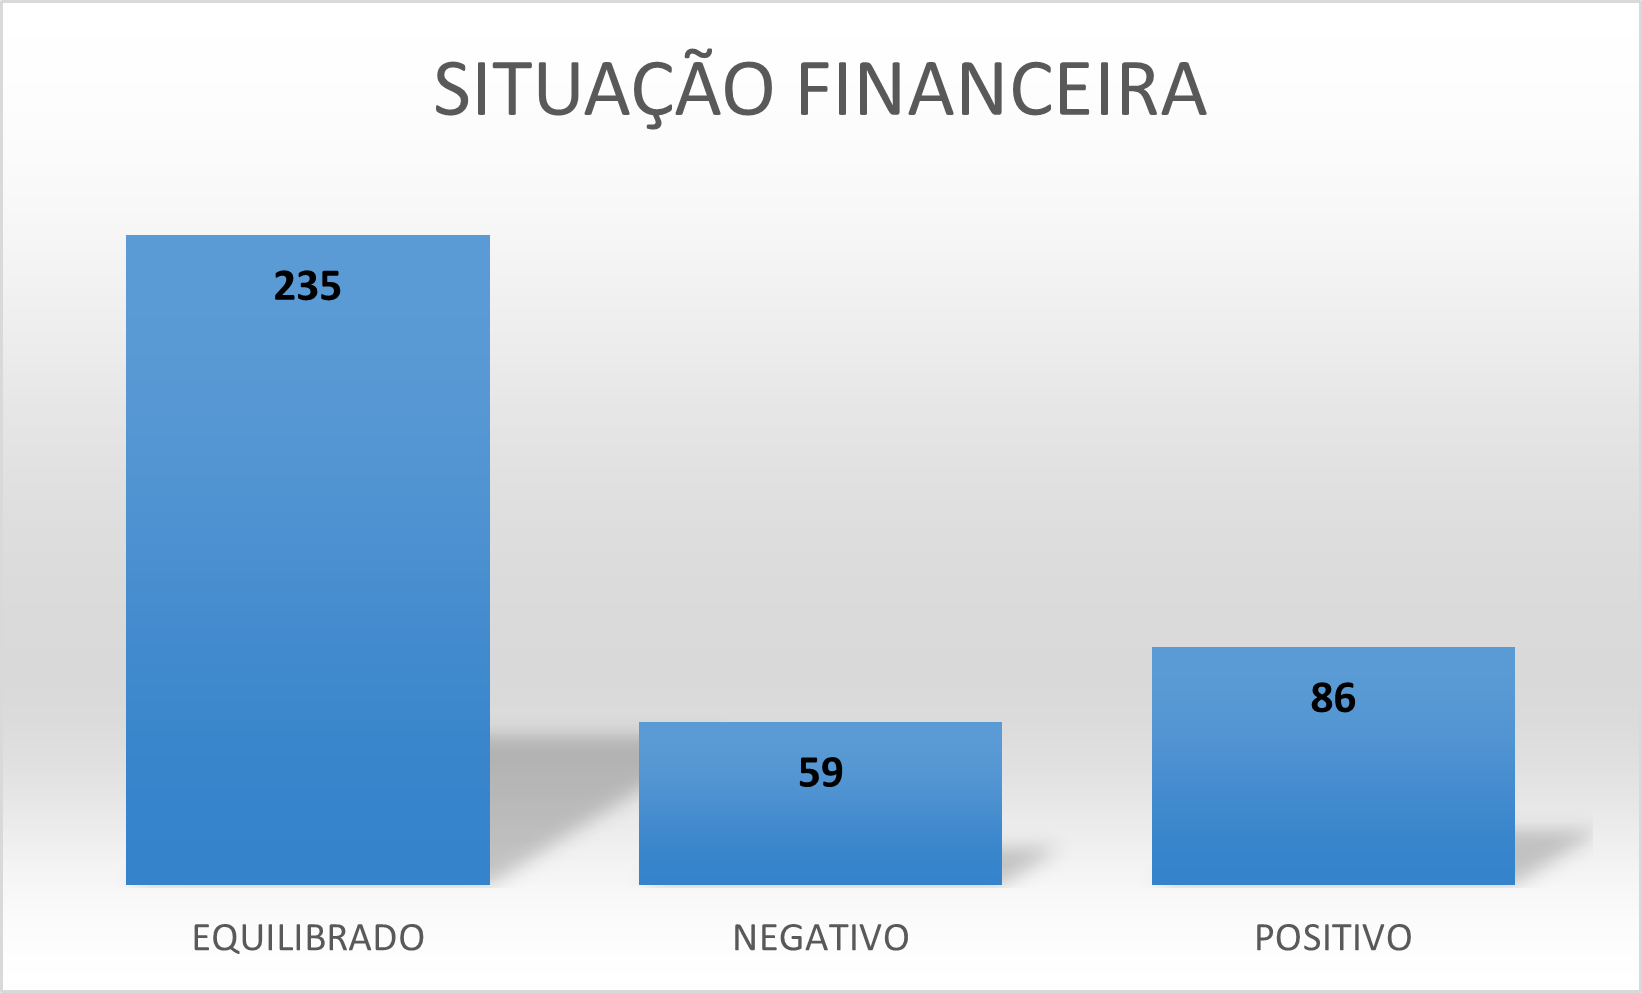 SITUAÇÃO FINANCEIRA
235
59
86
EQUILIBRADO
NEGATIVO
POSITIVO